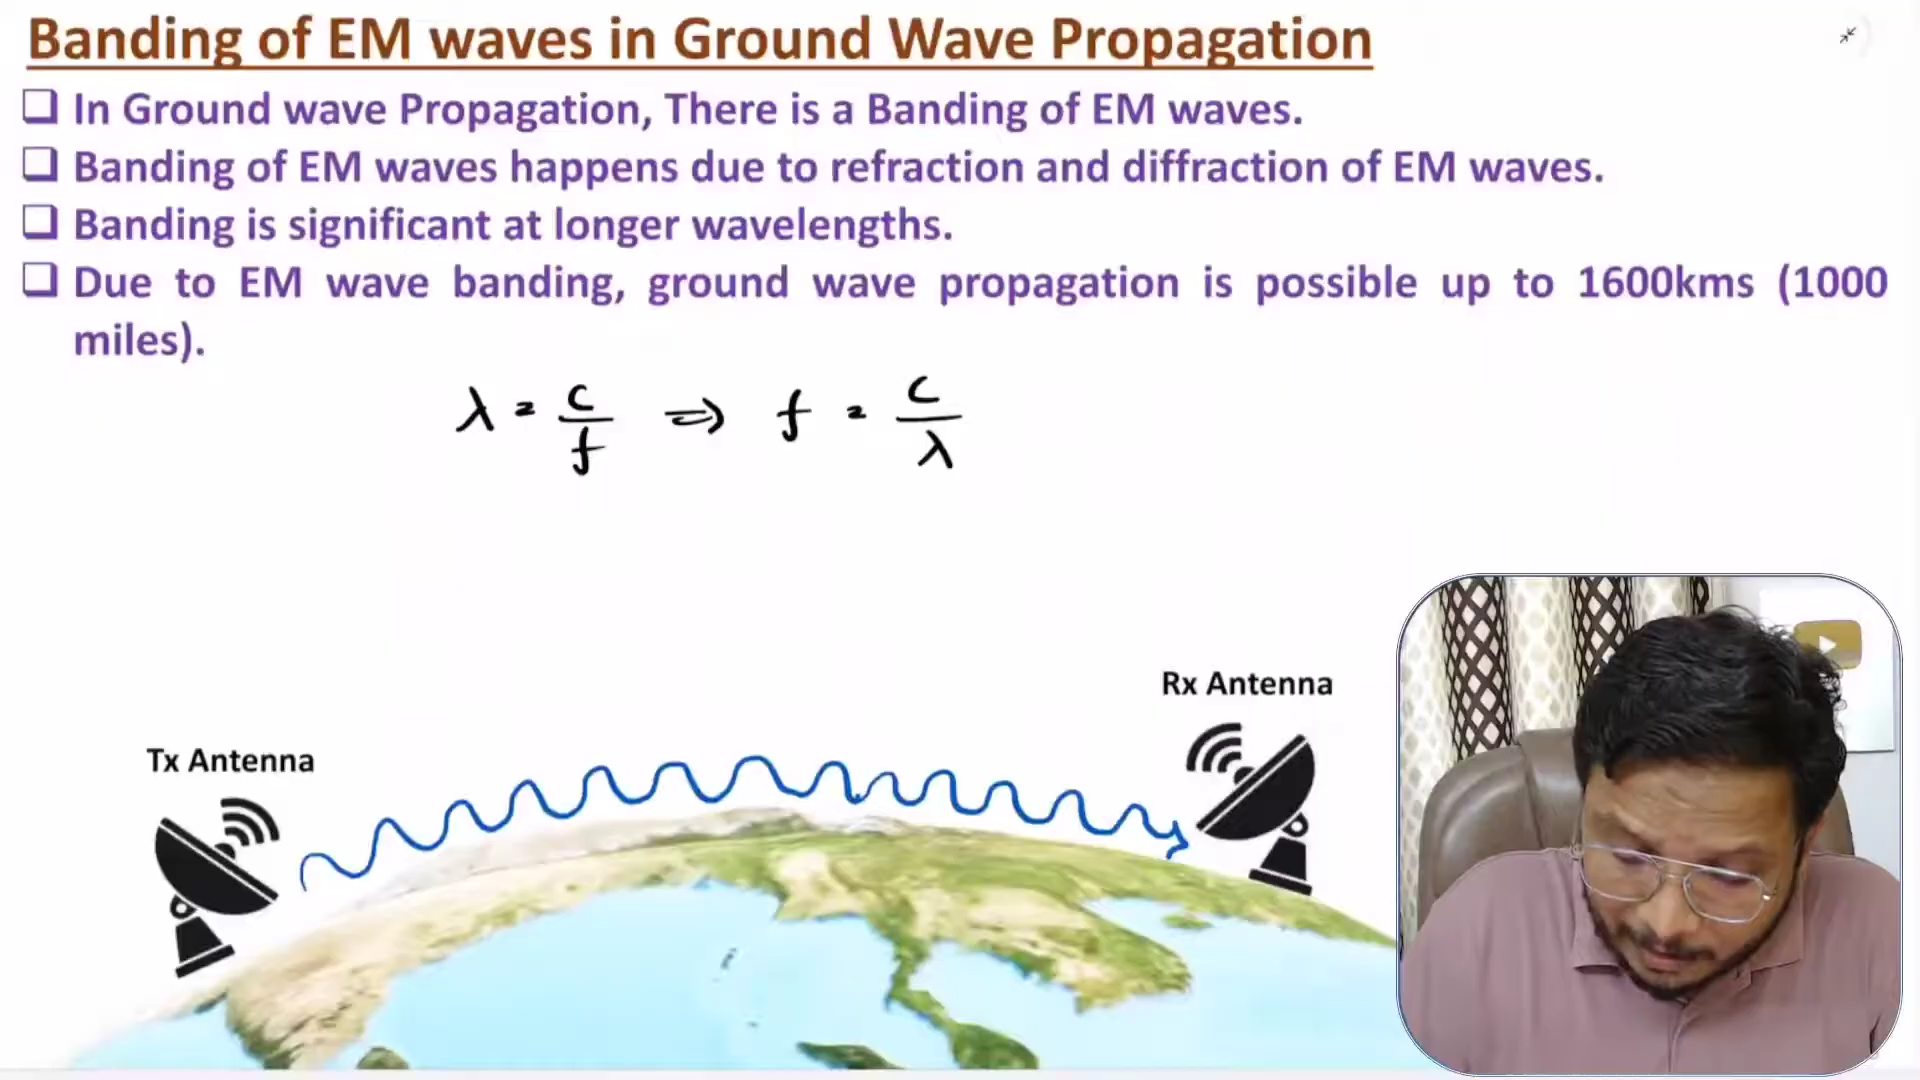 Banding of EM waves in Ground Wave Propagation
In Ground wave Propagation, There is a Banding of EM waves.
Banding of EM waves happens due to refraction and diffraction of EM waves.
Banding is significant at longer wavelengths.
Due to EM wave banding, ground wave propagation is possible up to 1600kms (1000
miles).
λ = c/f ⇒ f = c/λ
Rx Antenna
Tx Antenna